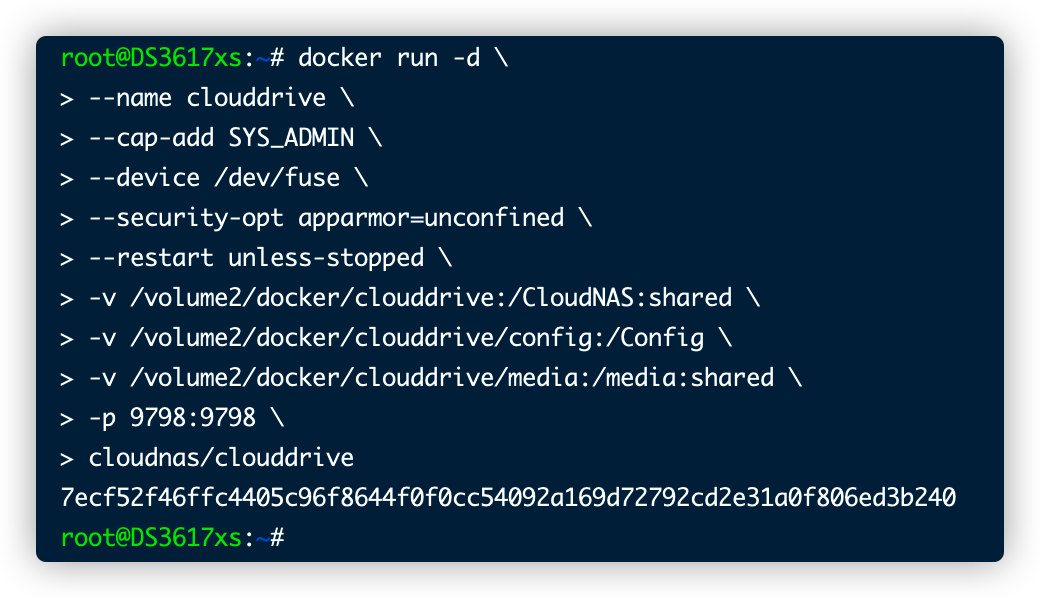 root@DS3617xs:~# docker run -d \
> --name clouddrive \
> --cap-add SYS_ADMIN \
> --device /dev/fuse \
> --security-opt apparmor=unconfined \
> --restart unless-stopped \
> -v /volume2/docker/clouddrive:/CloudNAS:shared \
> -v /volume2/docker/clouddrive/config:/Config \
> -v /volume2/docker/clouddrive/media:/media:shared \
> -p 9798:9798 \
> cloudnas/clouddrive
7ecf52f46ffc4405c96f8644f0f0cc54092a169d72792cd2e31a0f806ed3b240
root@DS3617xs:~#